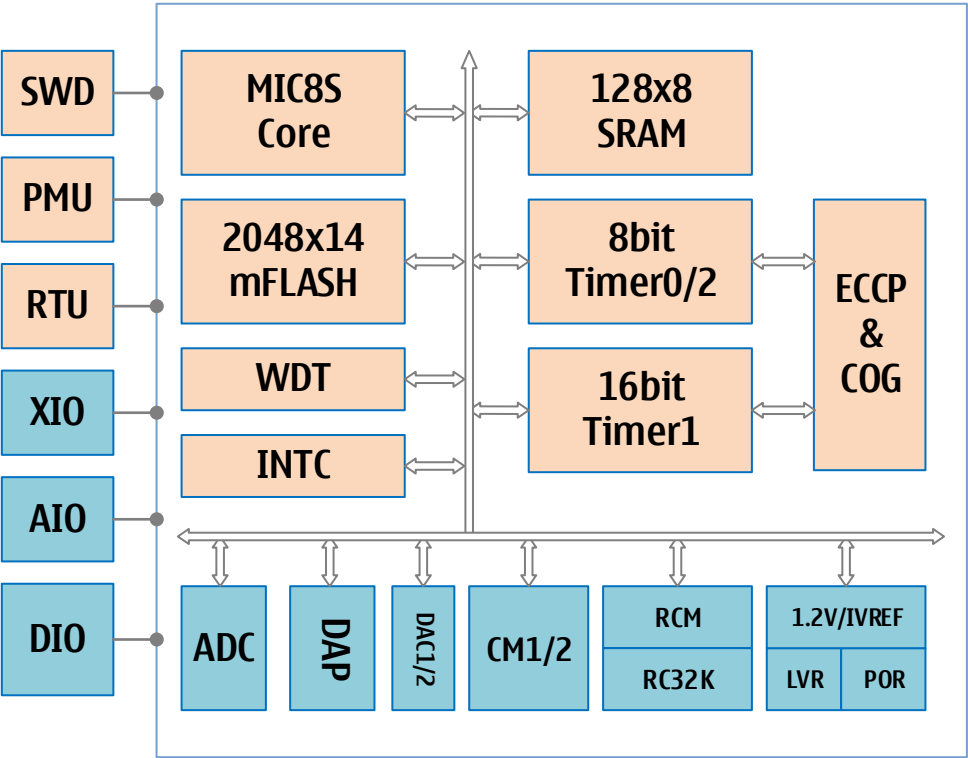 SWD
PMU
RTU
XIO
AIO
DIO
MIC8S
Core
128x8
SRAM
2048x14
mFLASH
8bit
Timer0/2
ECCP
&
COG
WDT
16bit
Timer1
INTC
ADC
DAP
DAC1/2
CM1/2
RCM
RC32K
1.2V/IVREF
LVR
POR